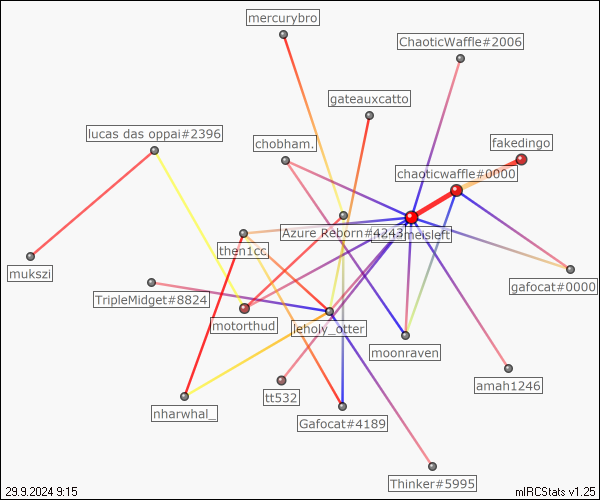 mercurybro
ChaoticWaffle#2006
gateauxcatto
lucas das oppai#2396
chobham.
fakedingo
chaoticwaffle#0000
Azure_Reborn#4243
meisleft
then1cc
mukszi
gafocat#0000
TripleMidget#8824
motorthud
leholy_otter
moonraven
amah1246
tt532
nharwhal_
Gafocat#4189
Thinker#5995
29.9.2024 9:15
mIRCStats v1.25